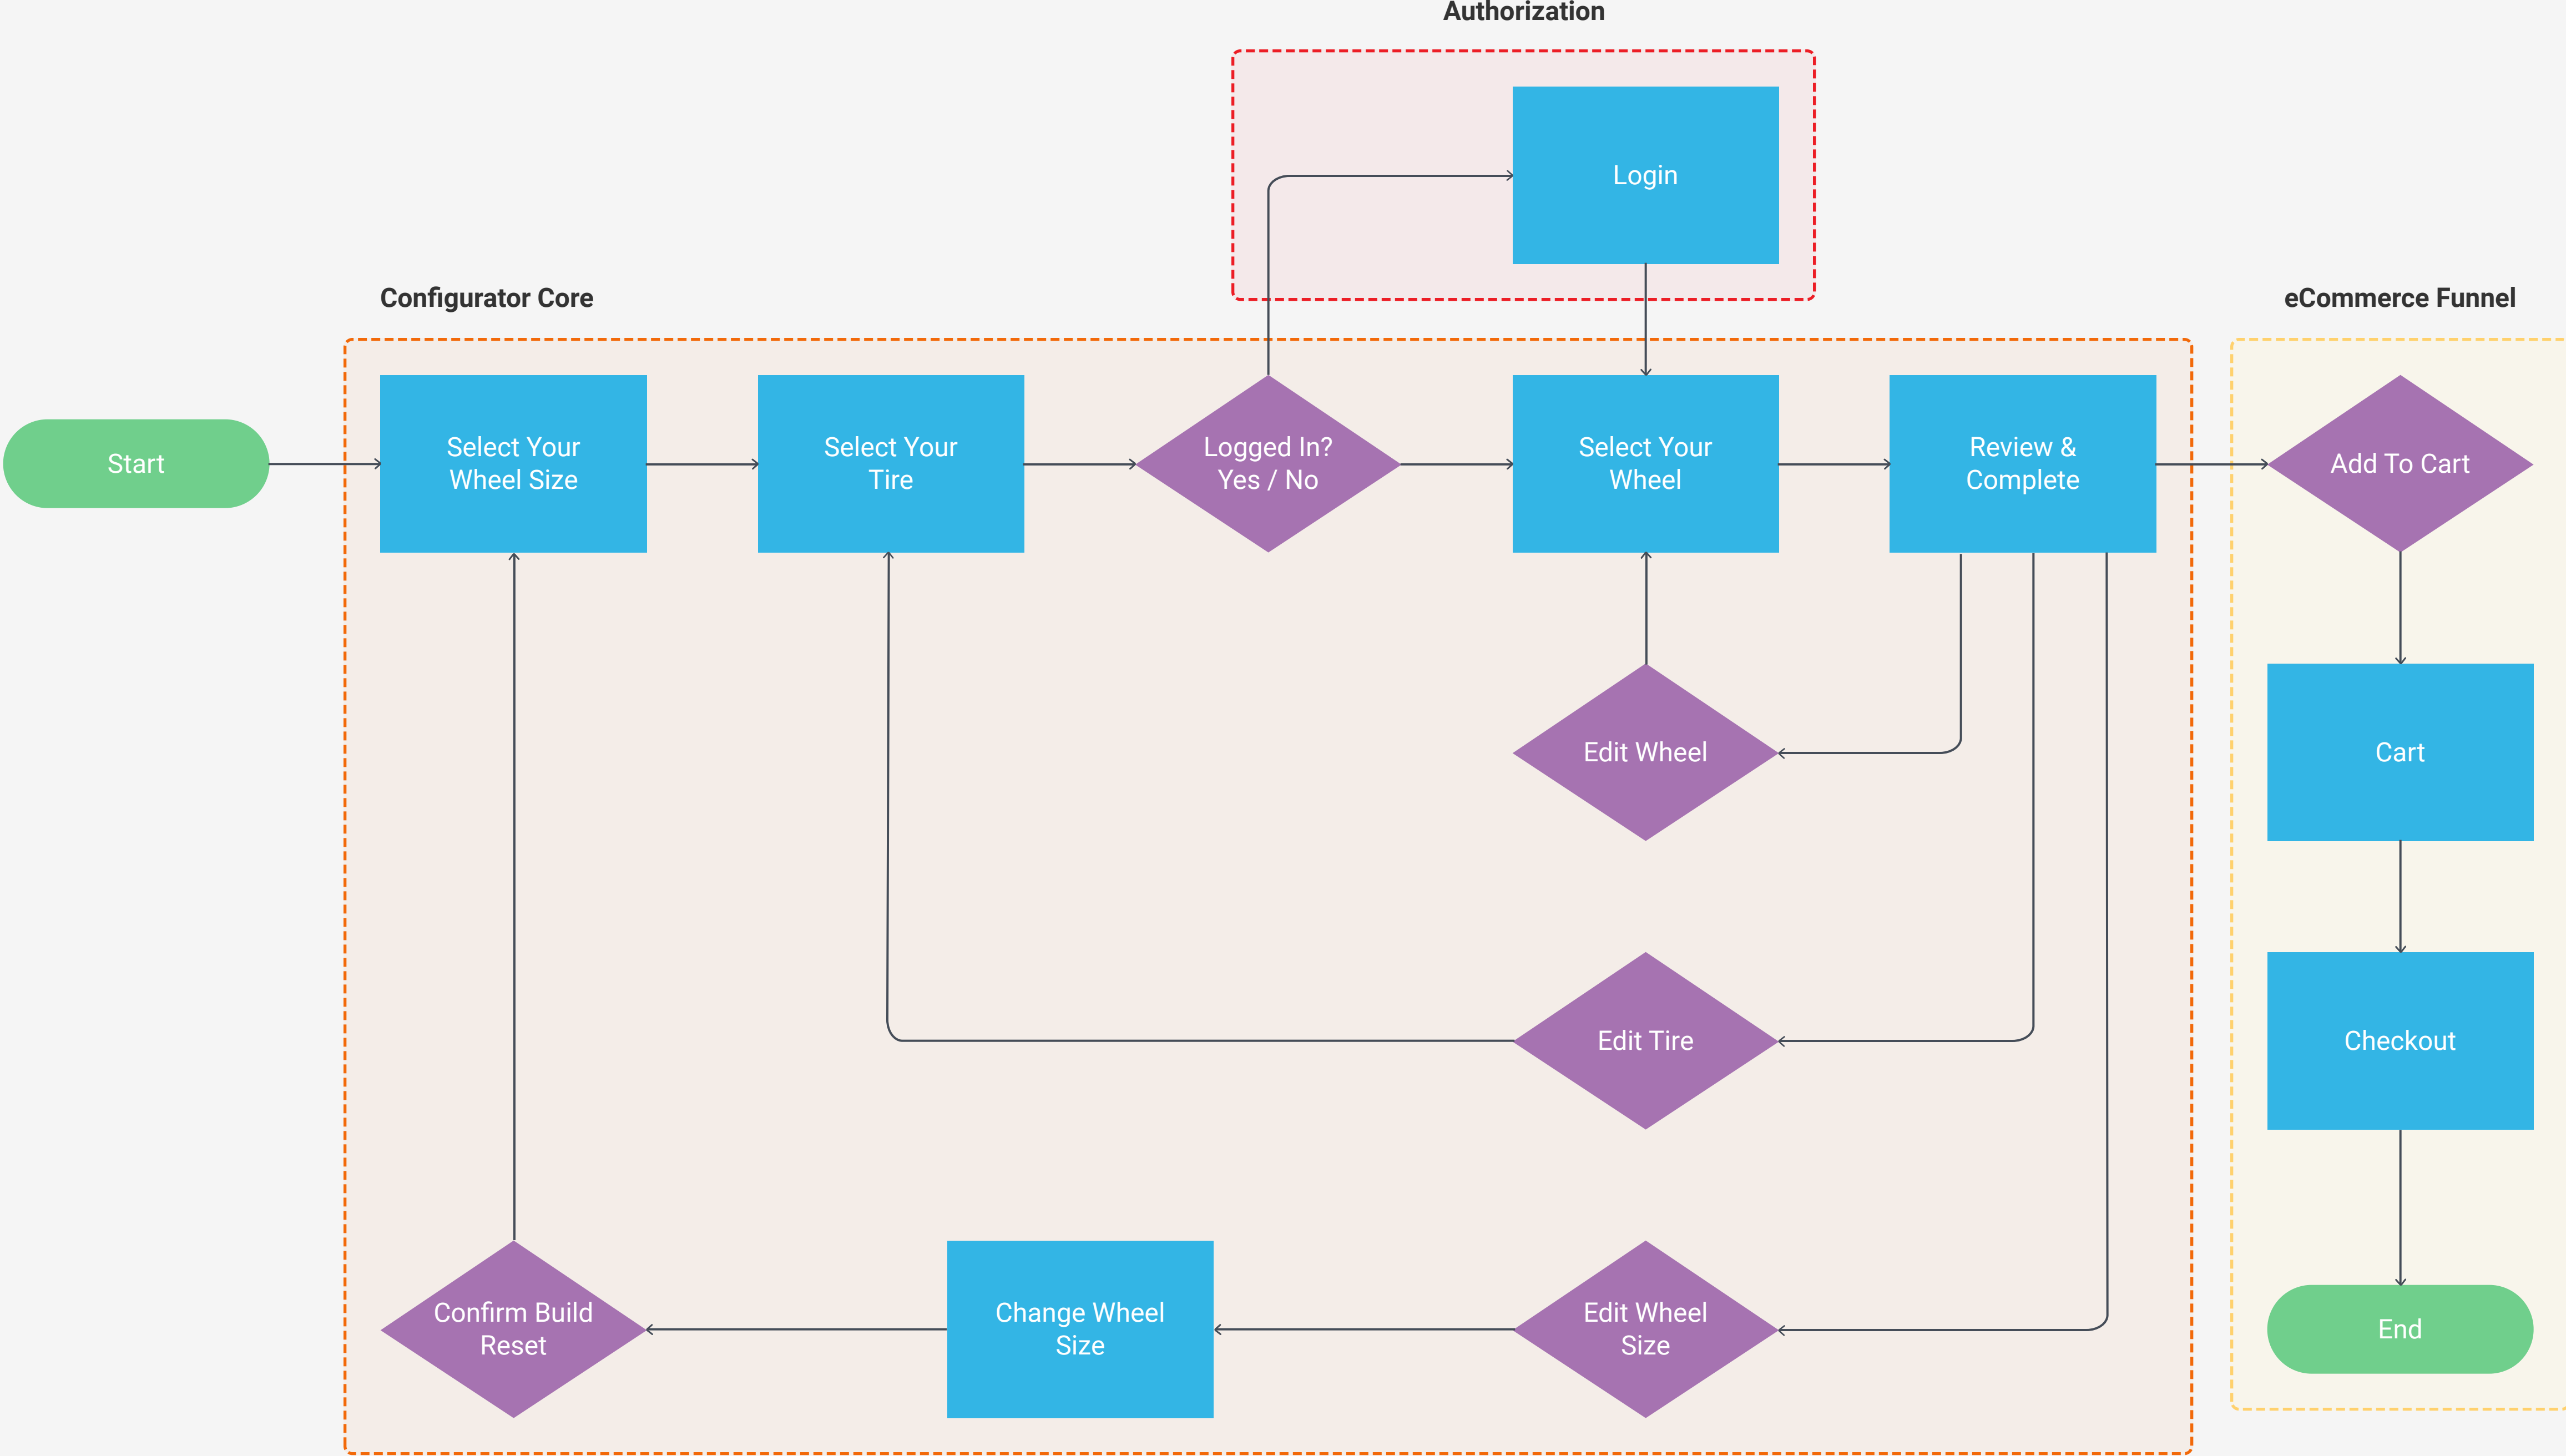 Authorization
Login
Configurator Core
eCommerce Funnel
Start
Select Your
Wheel Size
Select Your
Tire
Logged In?
Yes / No
Select Your
Wheel
Review &
Complete
Add To Cart
Edit Wheel
Cart
Edit Tire
Checkout
Confirm Build
Reset
Change Wheel
Size
Edit Wheel
Size
End